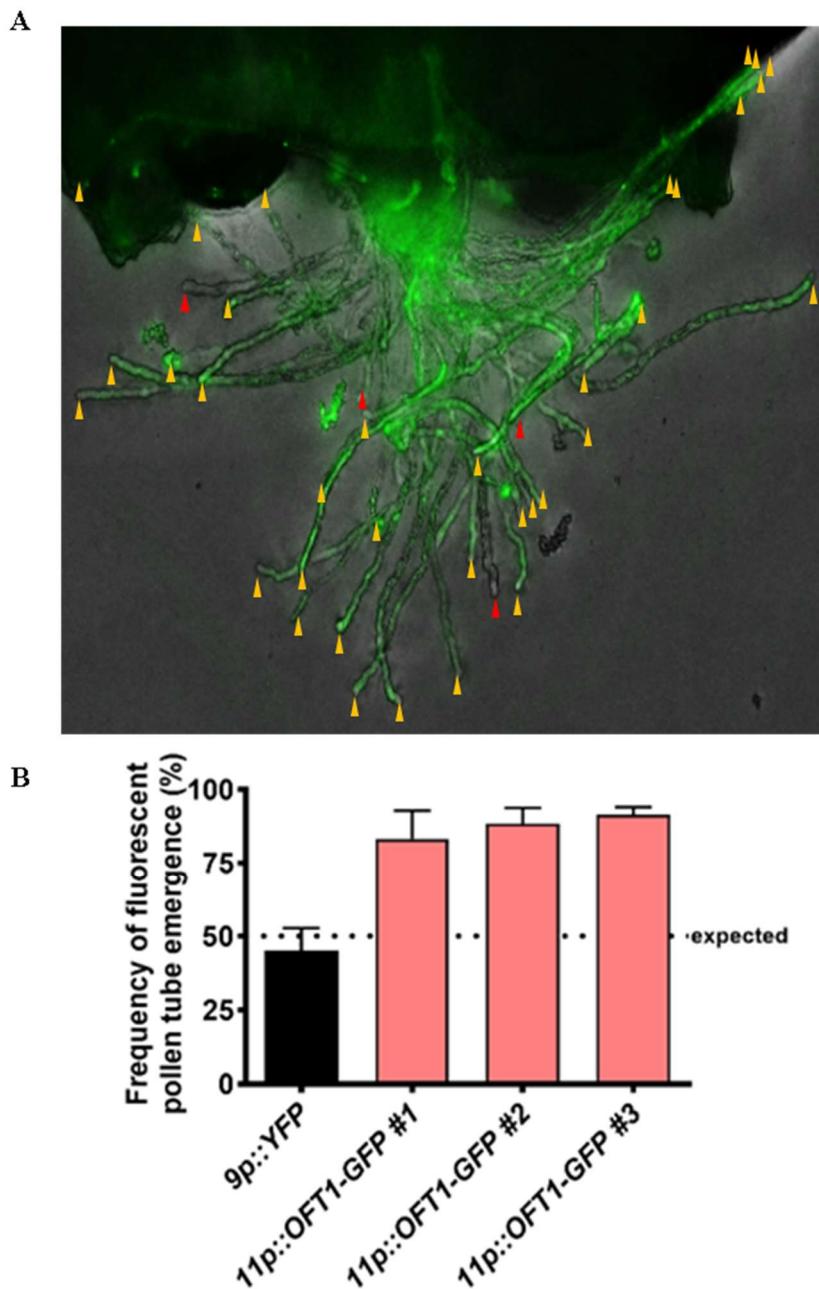 A
B
Frequency of fluorescent
pollen tube emergence (%)
100
75
50
25
0
expected
9p::YFP
11p::OFT1-GFP #1
11p::OFT1-GFP #2
11p::OFT1-GFP #3